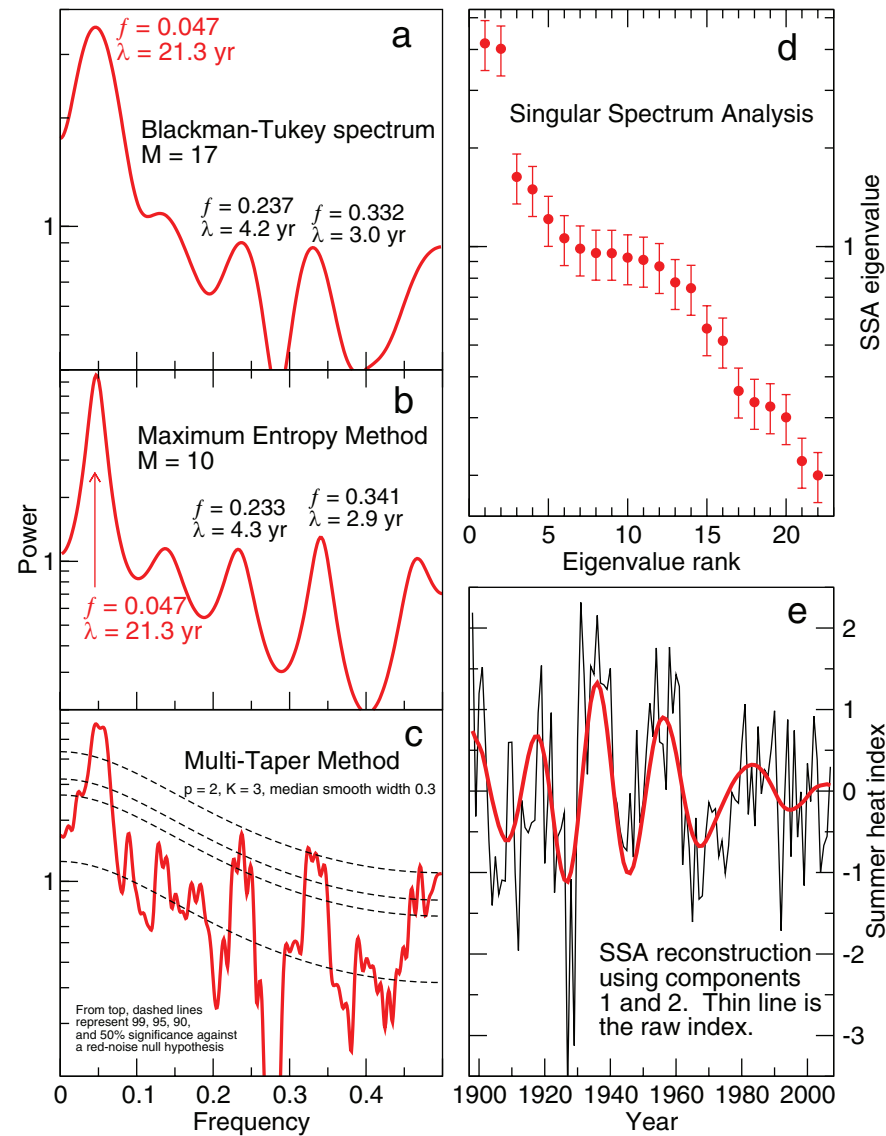 a
f = 0.047
λ = 21.3 yr
Blackman-Tukey spectrum
M = 17
f = 0.237
λ = 4.2 yr
f = 0.332
λ = 3.0 yr
1
b
Maximum Entropy Method
M = 10
f = 0.233
λ = 4.3 yr
f = 0.341
λ = 2.9 yr
f = 0.047
λ = 21.3 yr
1
Power
c
Multi-Taper Method
p = 2, K = 3, median smooth width 0.3
1
From top, dashed lines
represent 99, 95, 90,
and 50% significance against
a red-noise null hypothesis
0 0.1 0.2 0.3 0.4
Frequency
d
Singular Spectrum Analysis
1
SSA eigenvalue
0 5 10 15 20
Eigenvalue rank
e
2
1
0
-1
-2
-3
Summer heat index
SSA reconstruction
using components
1 and 2. Thin line is
the raw index.
1900 1920 1940 1960 1980 2000
Year